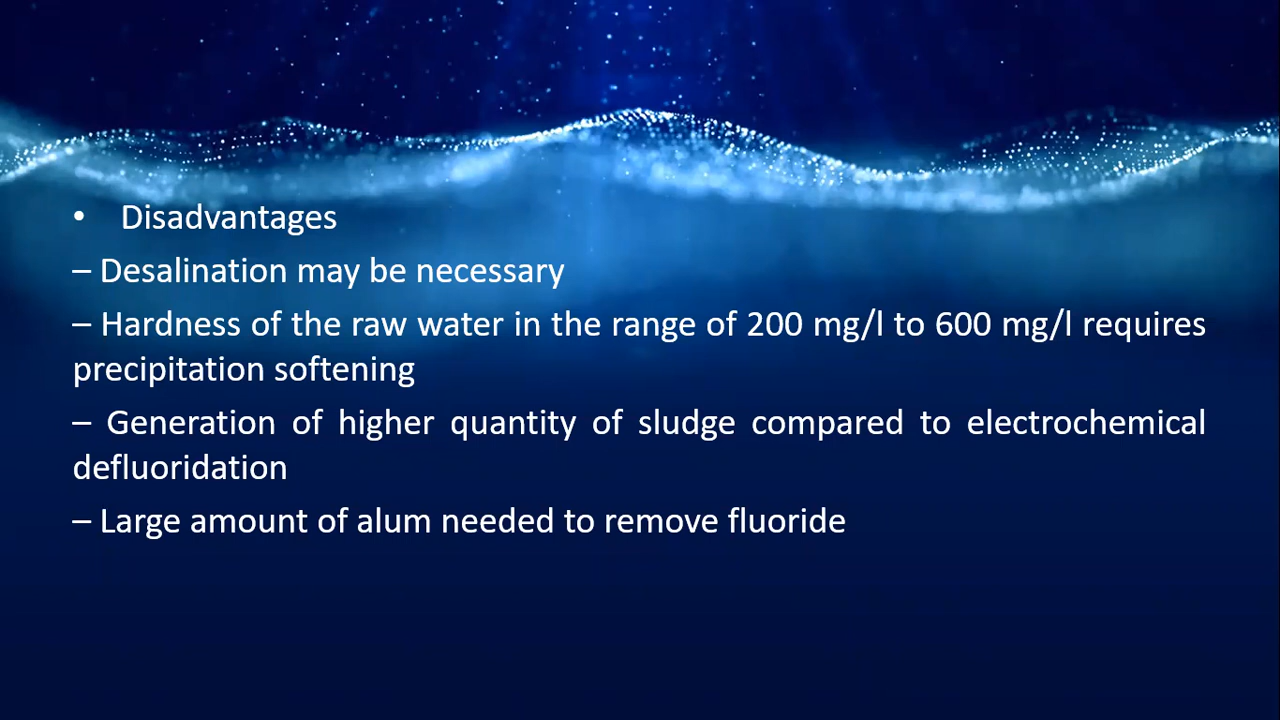 • Disadvantages
– Desalination may be necessary
– Hardness of the raw water in the range of 200 mg/l to 600 mg/l requires
precipitation softening
– Generation of higher quantity of sludge compared to electrochemical
defluoridation
– Large amount of alum needed to remove fluoride